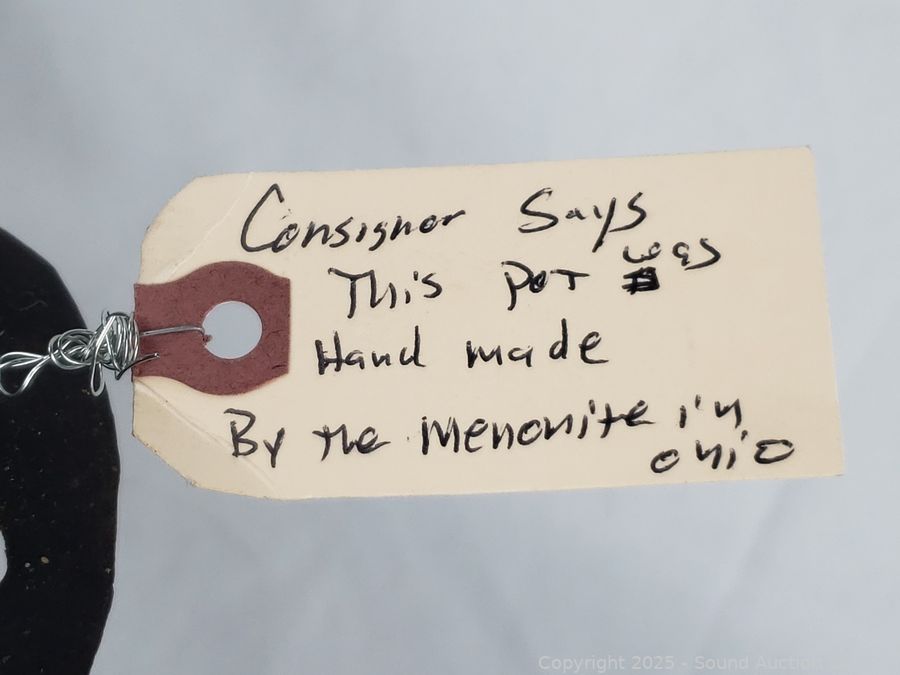 Consignor Says
This Pot was
Hand made
By the Menonite in
ohio
Copyright 2025 - Sound Auction